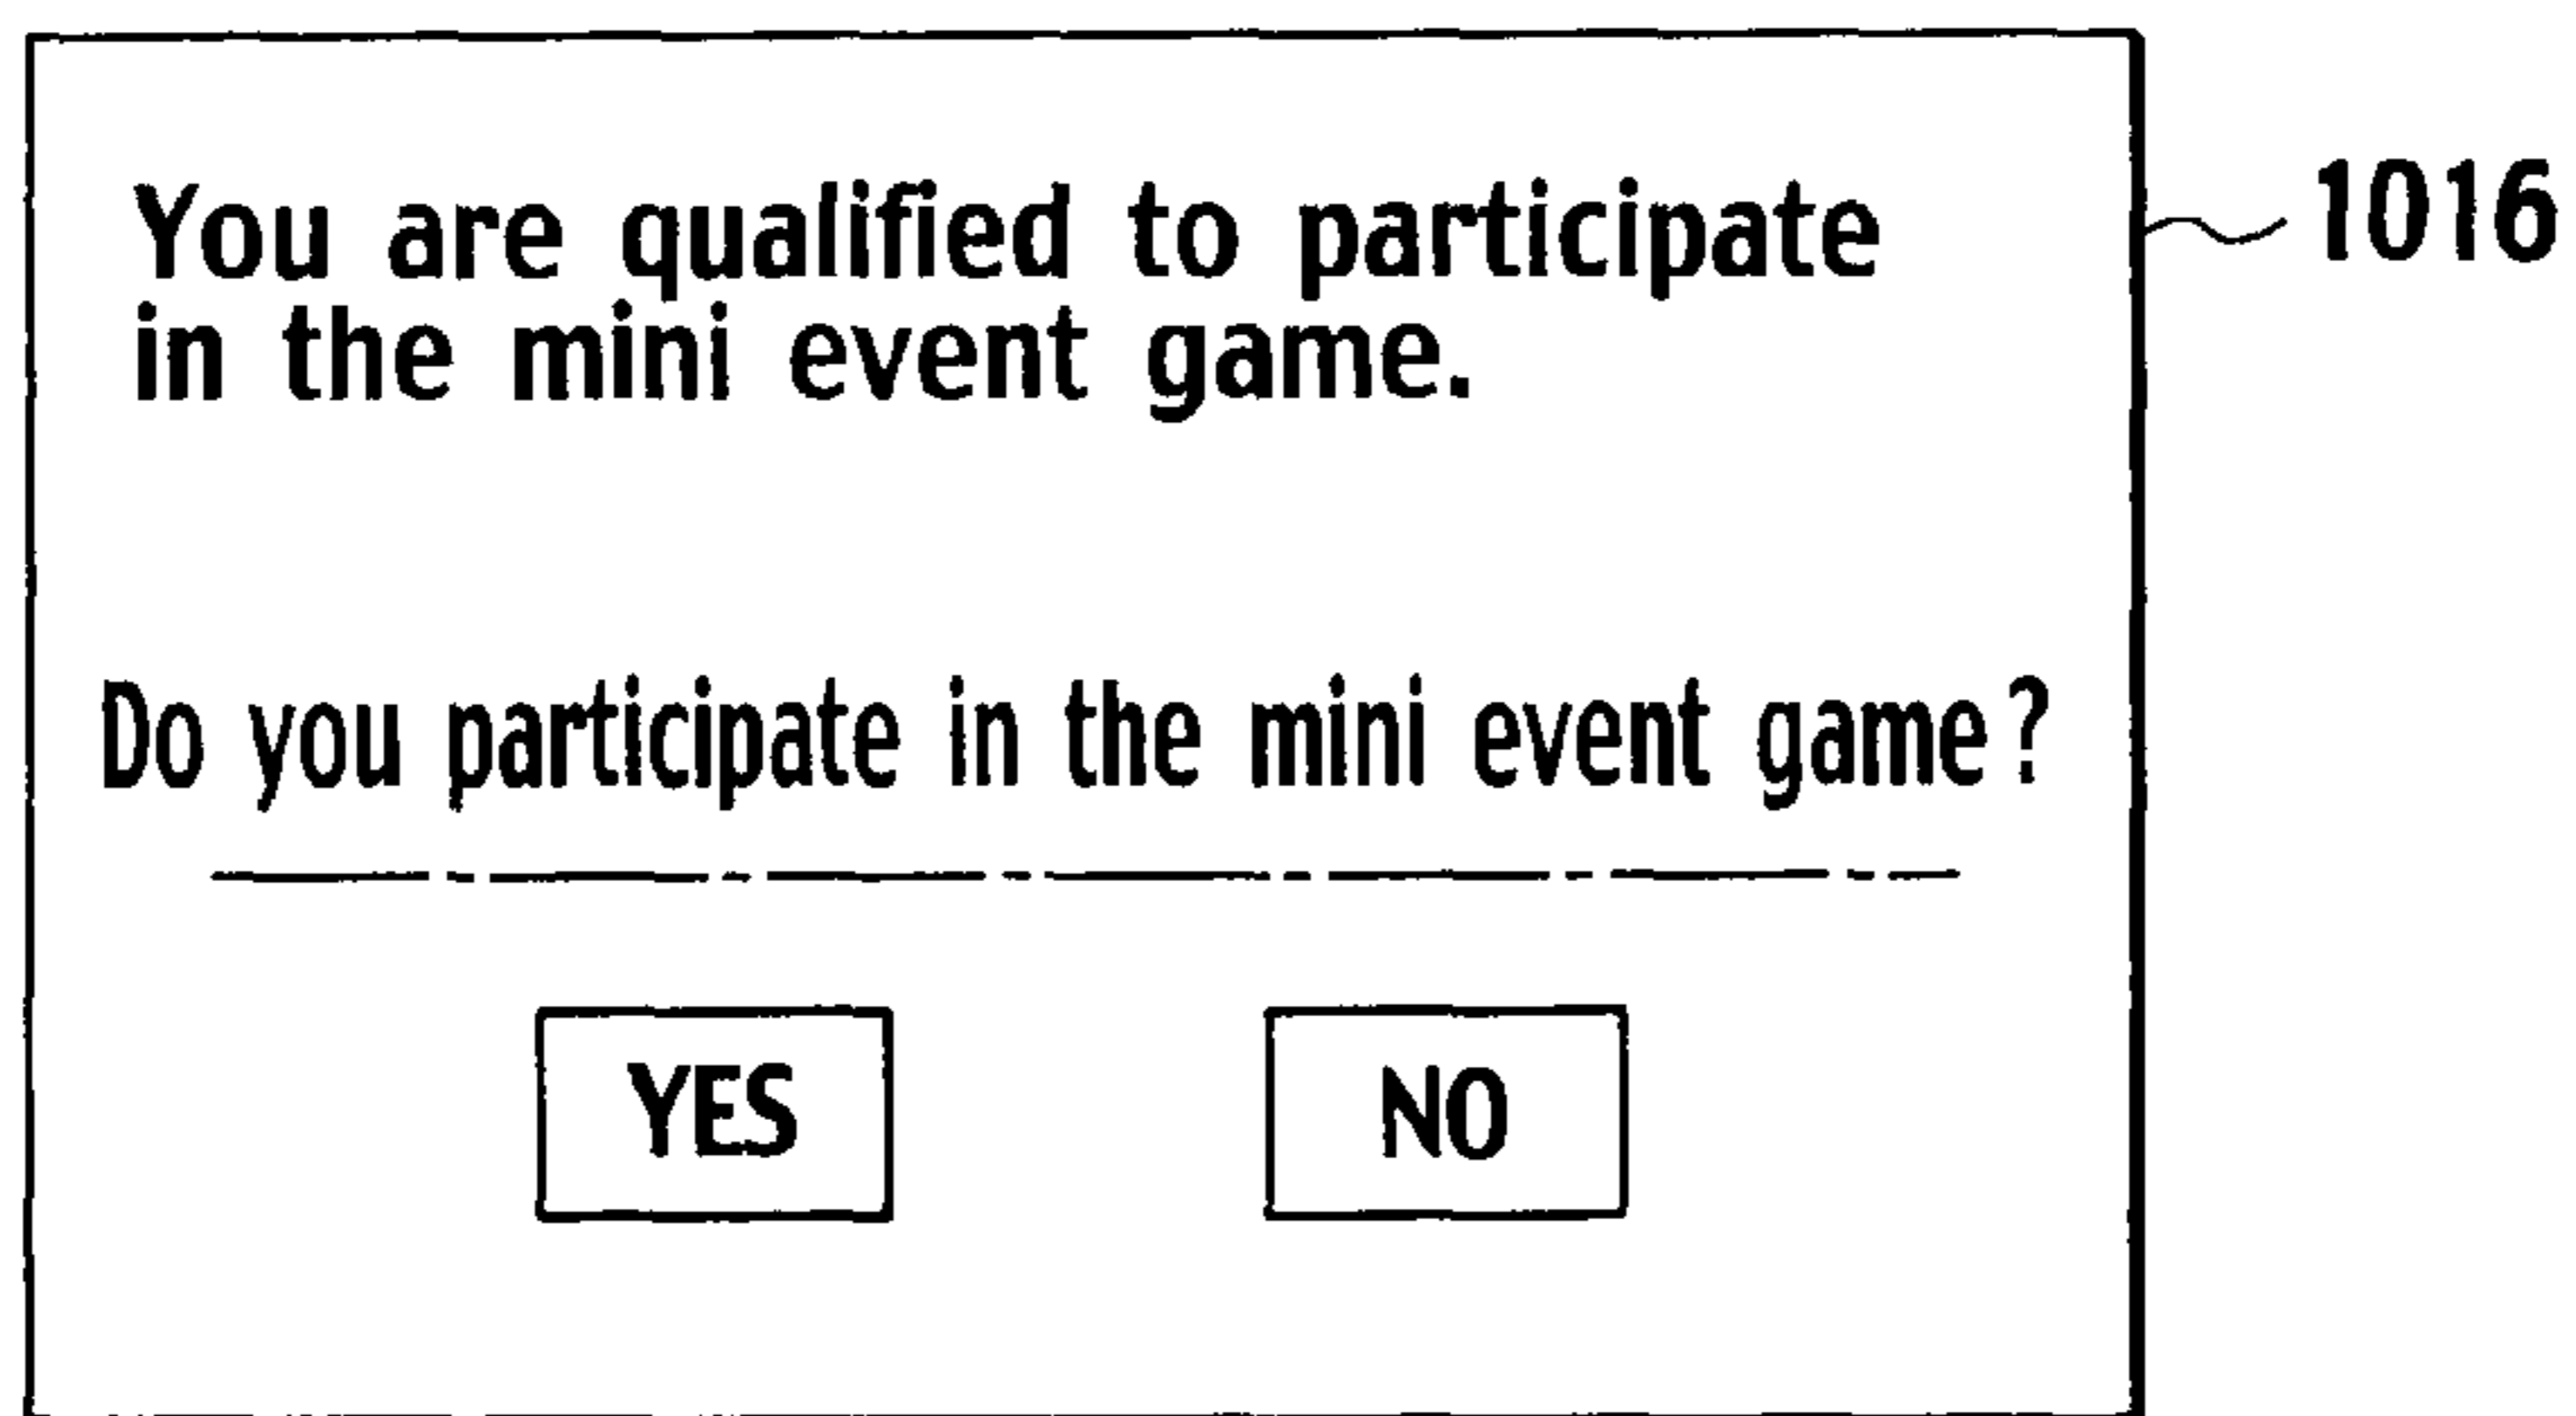 You are qualified to participate
in the mini event game.
1016
Do you participate in the mini event game?
YES
NO